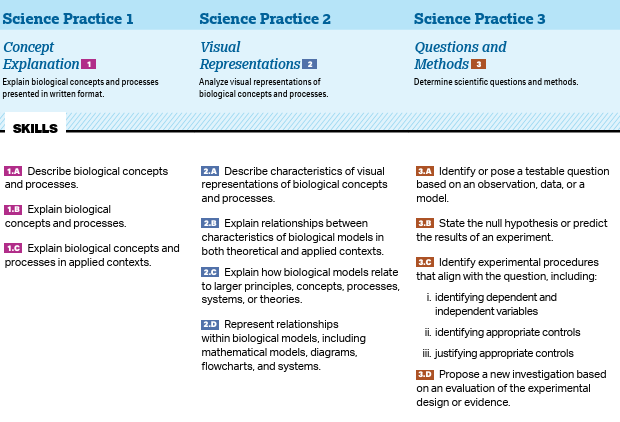 Science Practice 1
Concept
Explanation 1
Explain biological concepts and processes
presented in written format.
Science Practice 2
Visual
Representations 2
Analyze visual representations of
biological concepts and processes.
Science Practice 3
Questions and
Methods 3
Determine scientific questions and methods.
SKILLS
1.A Describe biological concepts
and processes.
1.B Explain biological
concepts and processes.
1.C Explain biological concepts and
processes in applied contexts.
2.A Describe characteristics of visual
representations of biological concepts
and processes.
2.B Explain relationships between
characteristics of biological models in
both theoretical and applied contexts.
2.C Explain how biological models relate
to larger principles, concepts, processes,
systems, or theories.
2.D Represent relationships
within biological models, including
mathematical models, diagrams,
flowcharts, and systems.
3.A Identify or pose a testable question
based on an observation, data, or a
model.
3.B State the null hypothesis or predict
the results of an experiment.
3.C Identify experimental procedures
that align with the question, including:
i. identifying dependent and
independent variables
ii. identifying appropriate controls
iii. justifying appropriate controls
3.D Propose a new investigation based
on an evaluation of the experimental
design or evidence.